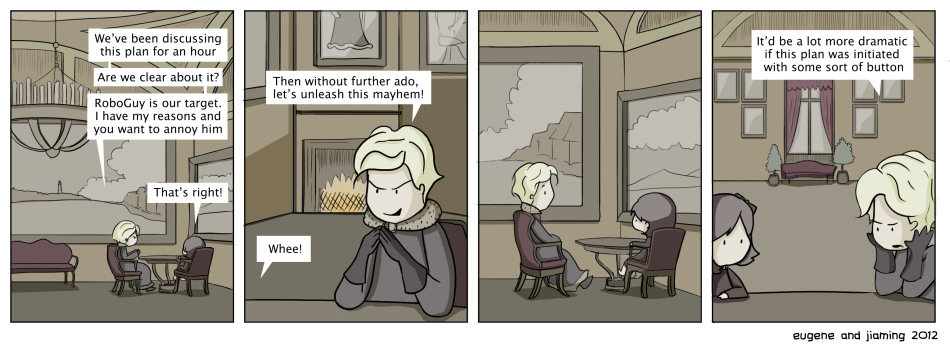 We've been discussing
this plan for an hour
Are we clear about it?
RoboGuy is our target.
I have my reasons and
you want to annoy him
That's right!
Then without further ado,
let's unleash this mayhem!
Whee!
It'd be a lot more dramatic
if this plan was initiated
with some sort of button
eugene and jiaming 2012